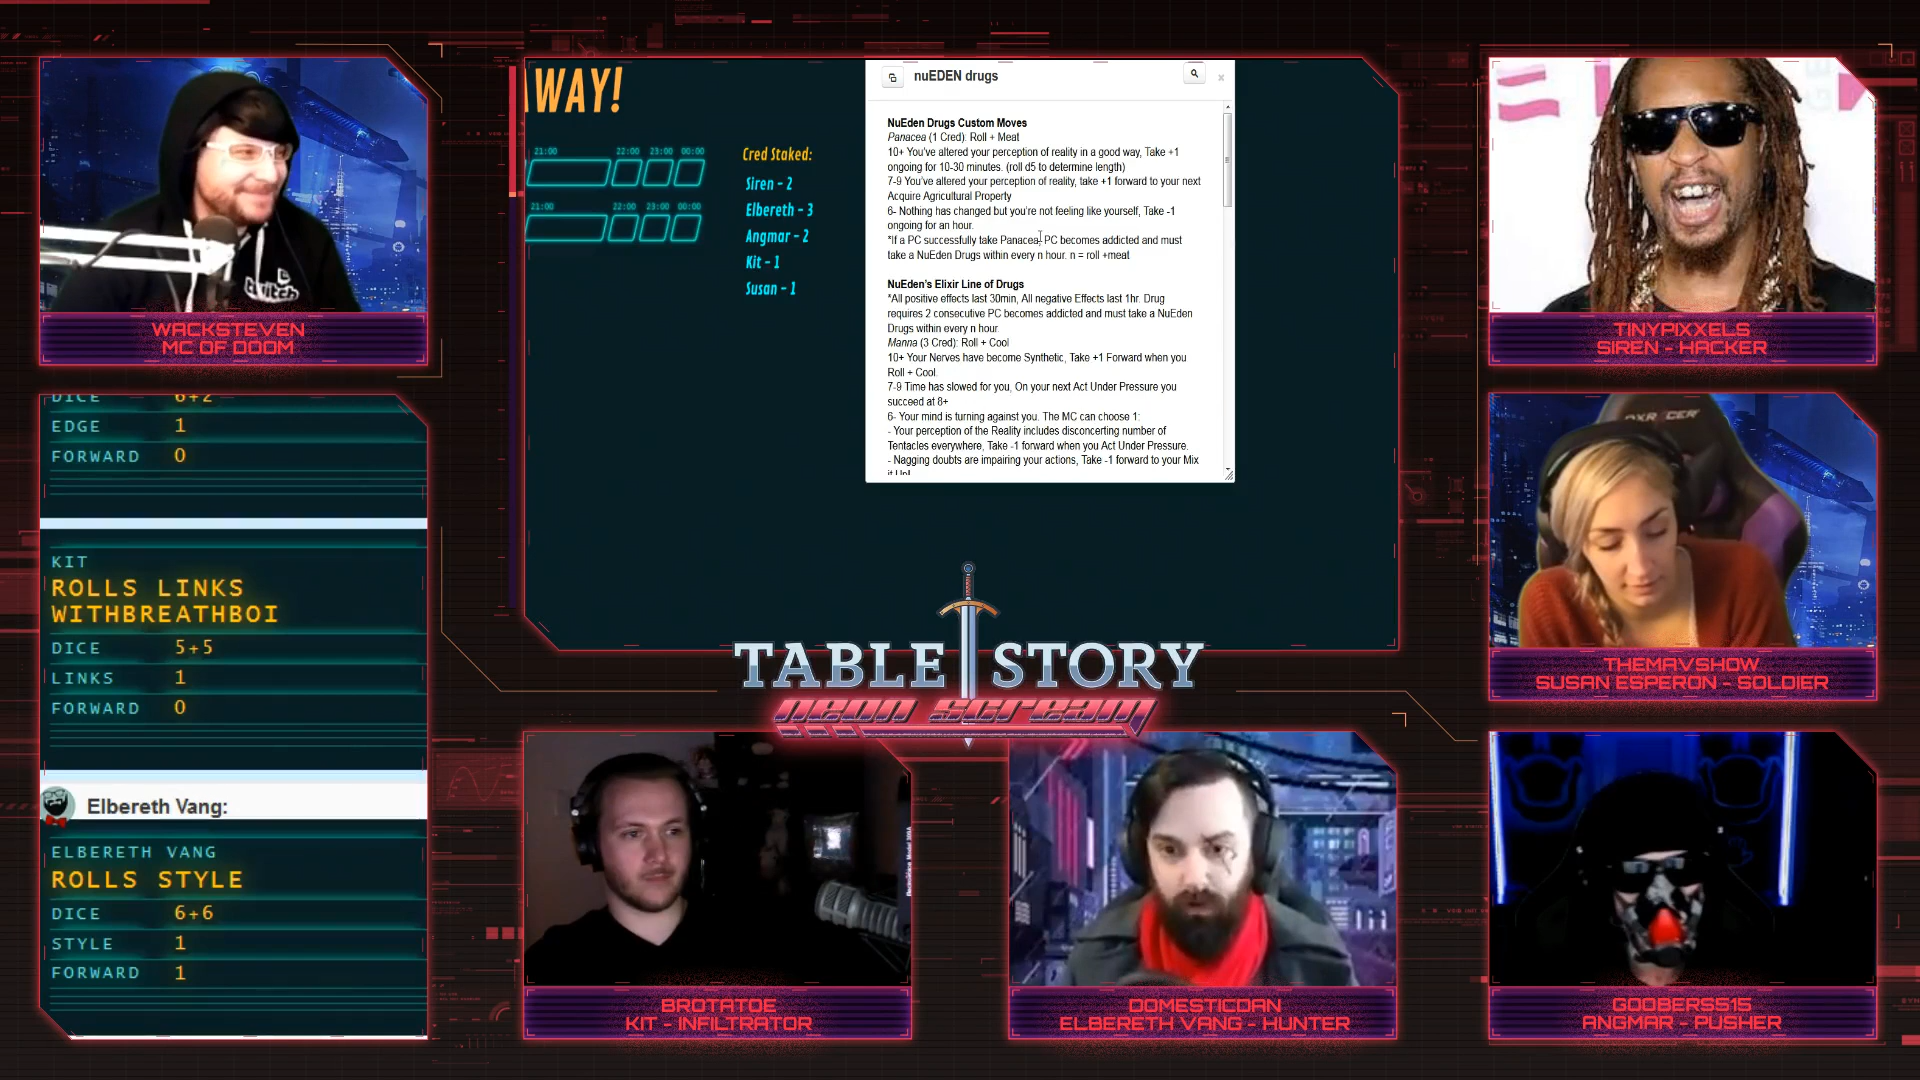 WAY!
21:00 22:00 23:00 00:00
21:00 22:00 23:00 00:00
Cred Staked:
Siren - 2
Elbereth - 3
Angmar - 2
Kit - 1
Susan - 1
nuEDEN drugs
NuEden Drugs Custom Moves
Panacea (1 Cred): Roll + Meat
10+ You've altered your perception of reality in a good way, Take +1
ongoing for 10-30 minutes. (roll d5 to determine length)
7-9 You've altered your perception of reality, take +1 forward to your next
Acquire Agricultural Property
6- Nothing has changed but you're not feeling like yourself, Take -1
ongoing for an hour.
*If a PC successfully take Panacea, PC becomes addicted and must
take a NuEden Drugs within every n hour. n = roll +meat
NuEden's Elixir Line of Drugs
*All positive effects last 30min, All negative Effects last 1hr. Drug
requires 2 consecutive PC becomes addicted and must take a NuEden
Drugs within every n hour
Manna (3 Cred): Roll + Cool
10+ Your Nerves have become Synthetic, Take +1 Forward when you
Roll + Cool.
7-9 Time has slowed for you, On your next Act Under Pressure you
succeed at 8+
6- Your mind is turning against you. The MC can choose 1:
- Your perception of the Reality includes disconcerting number of
Tentacles everywhere, Take -1 forward when you Act Under Pressure.
- Nagging doubts are impairing your actions, Take -1 forward to your Mix
it Up!
twitch
WACKSTEVEN
MC OF DOOM
DICE 6+2
EDGE 1
FORWARD 0
KIT
ROLLS LINKS
WITHBREATHBOI
DICE 5+5
LINKS 1
FORWARD 0
Elbereth Vang:
ELBERETH VANG
ROLLS STYLE
DICE 6+6
STYLE 1
FORWARD 1
TABLE STORY
neon scream
TINYPIXXELS
SIREN - HACKER
DXRACER
THEMAVSHOW
SUSAN ESPERON - SOLDIER
BROTATOE
KIT - INFILTRATOR
DOMESTICDAN
ELBERETH VANG - HUNTER
GOOBERS515
ANGMAR - PUSHER